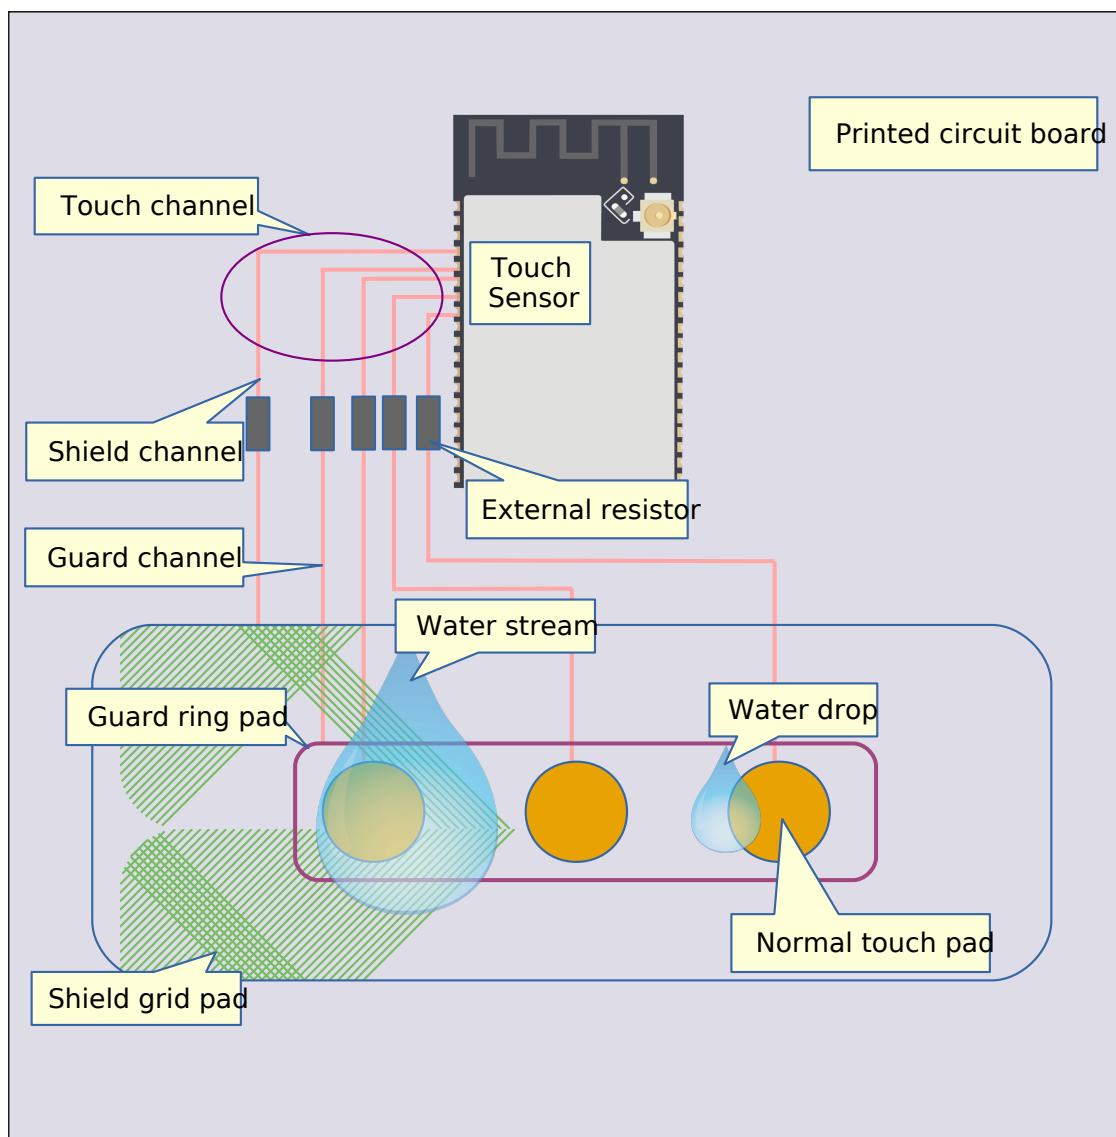 Printed circuit board
Touch channel
Touch
Sensor
Shield channel
External resistor
Guard channel
Water stream
Guard ring pad
Water drop
Normal touch pad
Shield grid pad